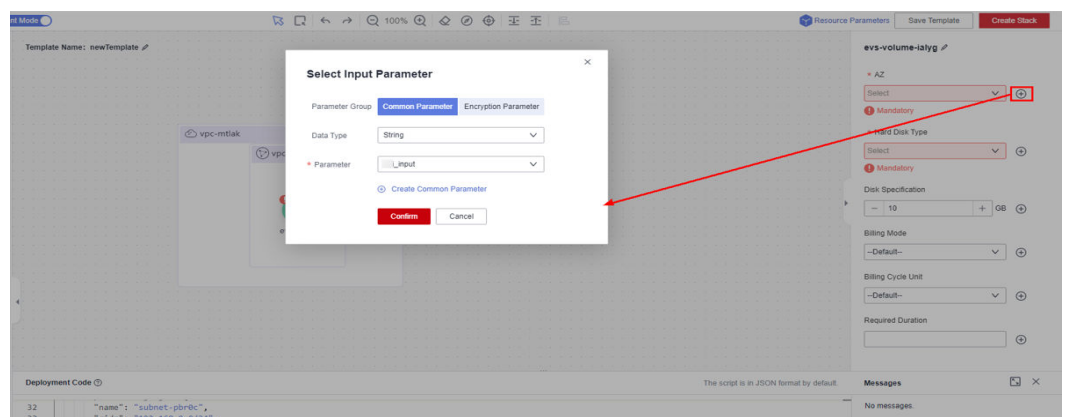 nt Mode
100%
Resource Parameters
Save Template
Create Stack
Template Name: newTemplate
evs-volume-ialyg
Select Input Parameter
* AZ
Select
Mandatory
Parameter Group Common Parameter Encryption Parameter
Data Type String
vpc-mtlak
* Hard Disk Type
vpc
Select
* Parameter _input
Mandatory
Create Common Parameter
Disk Specification
Confirm Cancel
− 10 + GB
e
Billing Mode
--Default--
Billing Cycle Unit
--Default--
Required Duration
Deployment Code
The script is in JSON format by default.
Messages
32 "name": "subnet-pbr0c",
No messages.